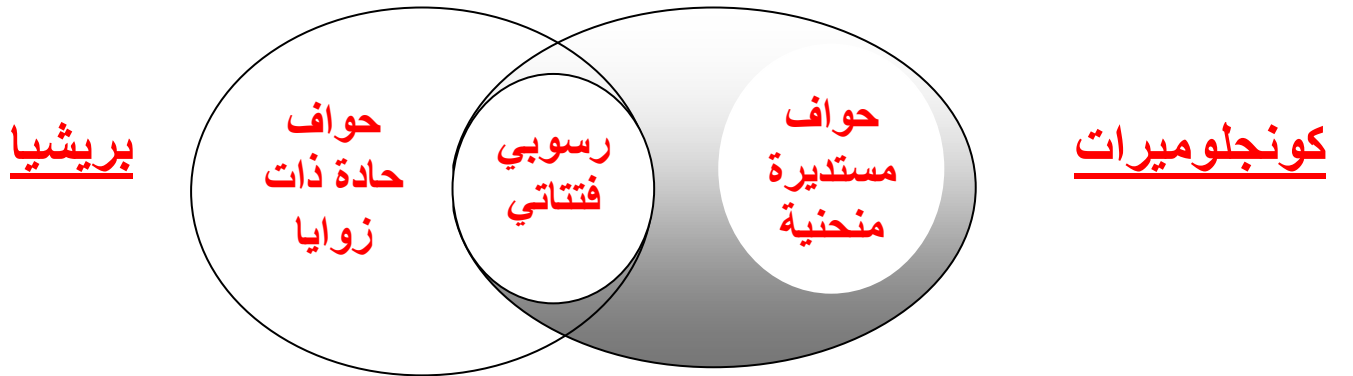 كونجلوميرات
حواف
مستديرة
منحنية
رسوبي
فتتاتي
حواف
حادة ذات
زوايا
بريشيا